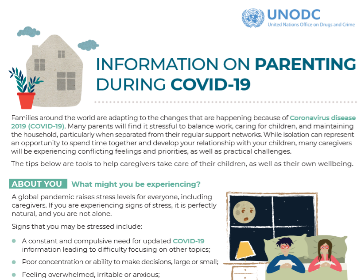 UNODC
United Nations Office on Drugs and Crime
INFORMATION ON PARENTING
DURING COVID-19
Families around the world are adapting to the changes that are happening because of Coronavirus disease
2019 (COVID-19). Many parents will find it stressful to balance work, caring for children, and maintaining
the household, particularly when separated from their regular support networks. While isolation can represent
an opportunity to spend time together and develop your relationship with your children, many caregivers
will be experiencing conflicting feelings and priorities, as well as practical challenges.
The tips below are tools to help caregivers take care of their children, as well as their own wellbeing.
ABOUT YOU What might you be experiencing?
A global pandemic raises stress levels for everyone, including
caregivers. If you are experiencing signs of stress, it is perfectly
natural, and you are not alone.
Signs that you may be stressed include:
• A constant and compulsive need for updated COVID-19
information leading to difficulty focusing on other topics;
• Poor concentration or ability to make decisions, large or small;
• Feeling overwhelmed, irritable or anxious;